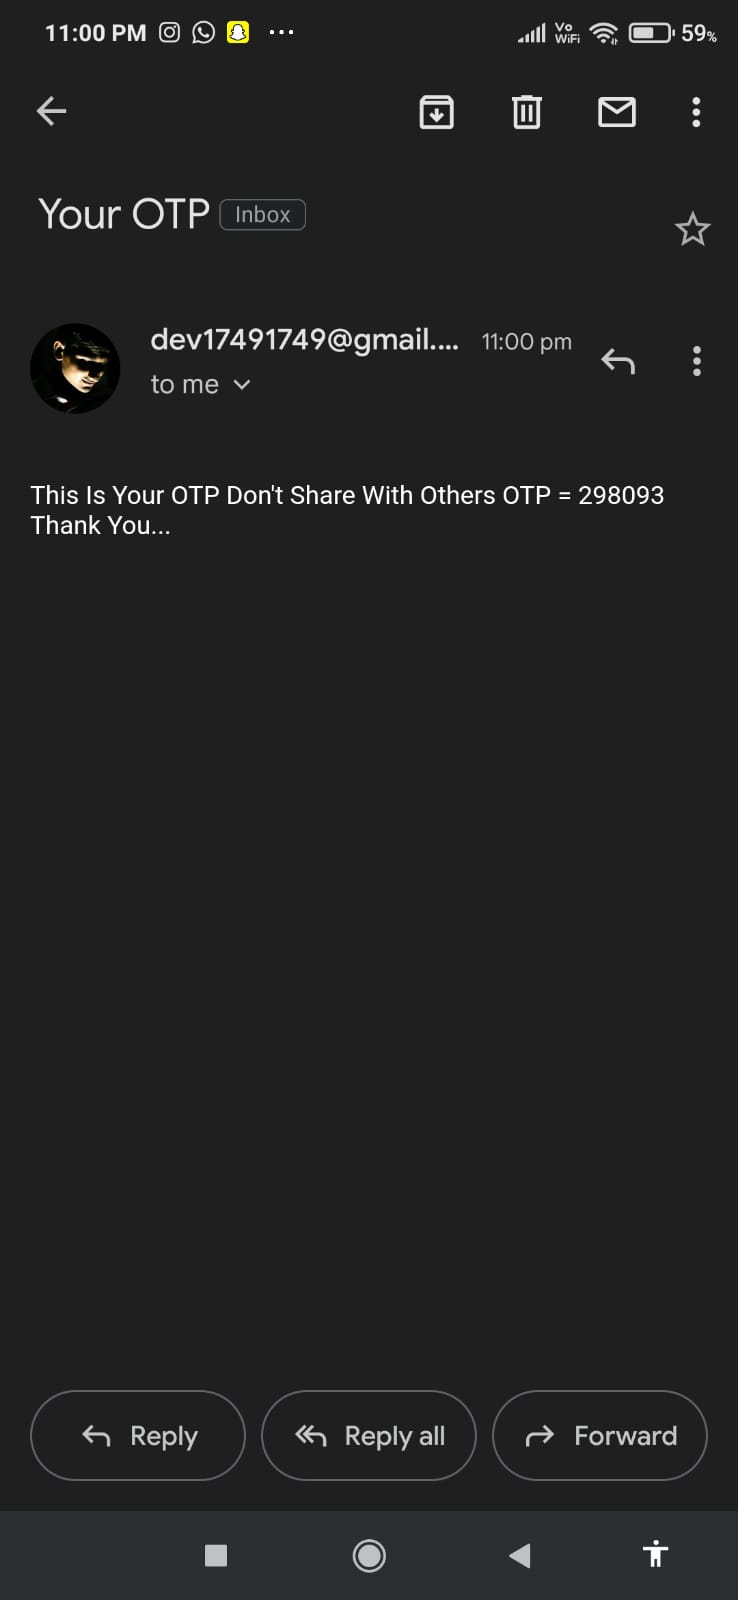 11:00 PM ... Vo WiFi 59%
Your OTP Inbox
dev17491749@gmail.... 11:00 pm
to me
This Is Your OTP Don't Share With Others OTP = 298093
Thank You...
Reply Reply all Forward